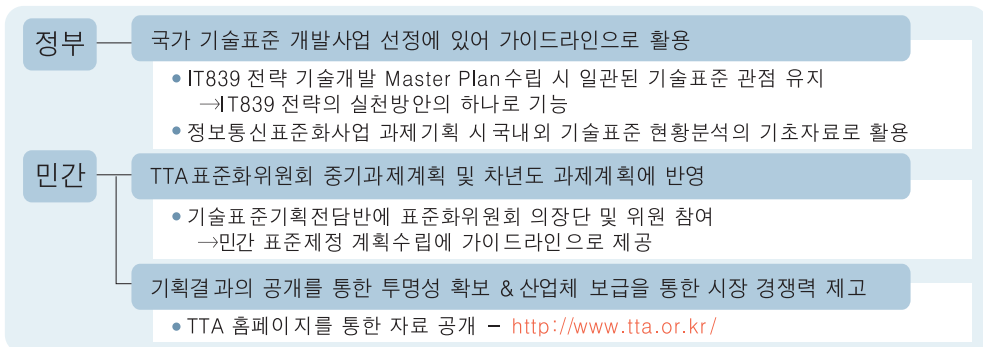 정부
국가 기술표준 개발사업 선정에 있어 가이드라인으로 활용
• IT839 전략 기술개발 Master Plan수립 시 일관된 기술표준 관점 유지
→IT839 전략의 실천방안의 하나로 기능
• 정보통신표준화사업 과제기획 시 국내외 기술표준 현황분석의 기초자료로 활용
민간
TTA표준화위원회 중기과제계획 및 차년도 과제계획에 반영
• 기술표준기획전담반에 표준화위원회 의장단 및 위원 참여
→민간 표준제정 계획수립에 가이드라인으로 제공
기획결과의 공개를 통한 투명성 확보 & 산업체 보급을 통한 시장 경쟁력 제고
• TTA 홈페이지를 통한 자료 공개 – http://www.tta.or.kr/